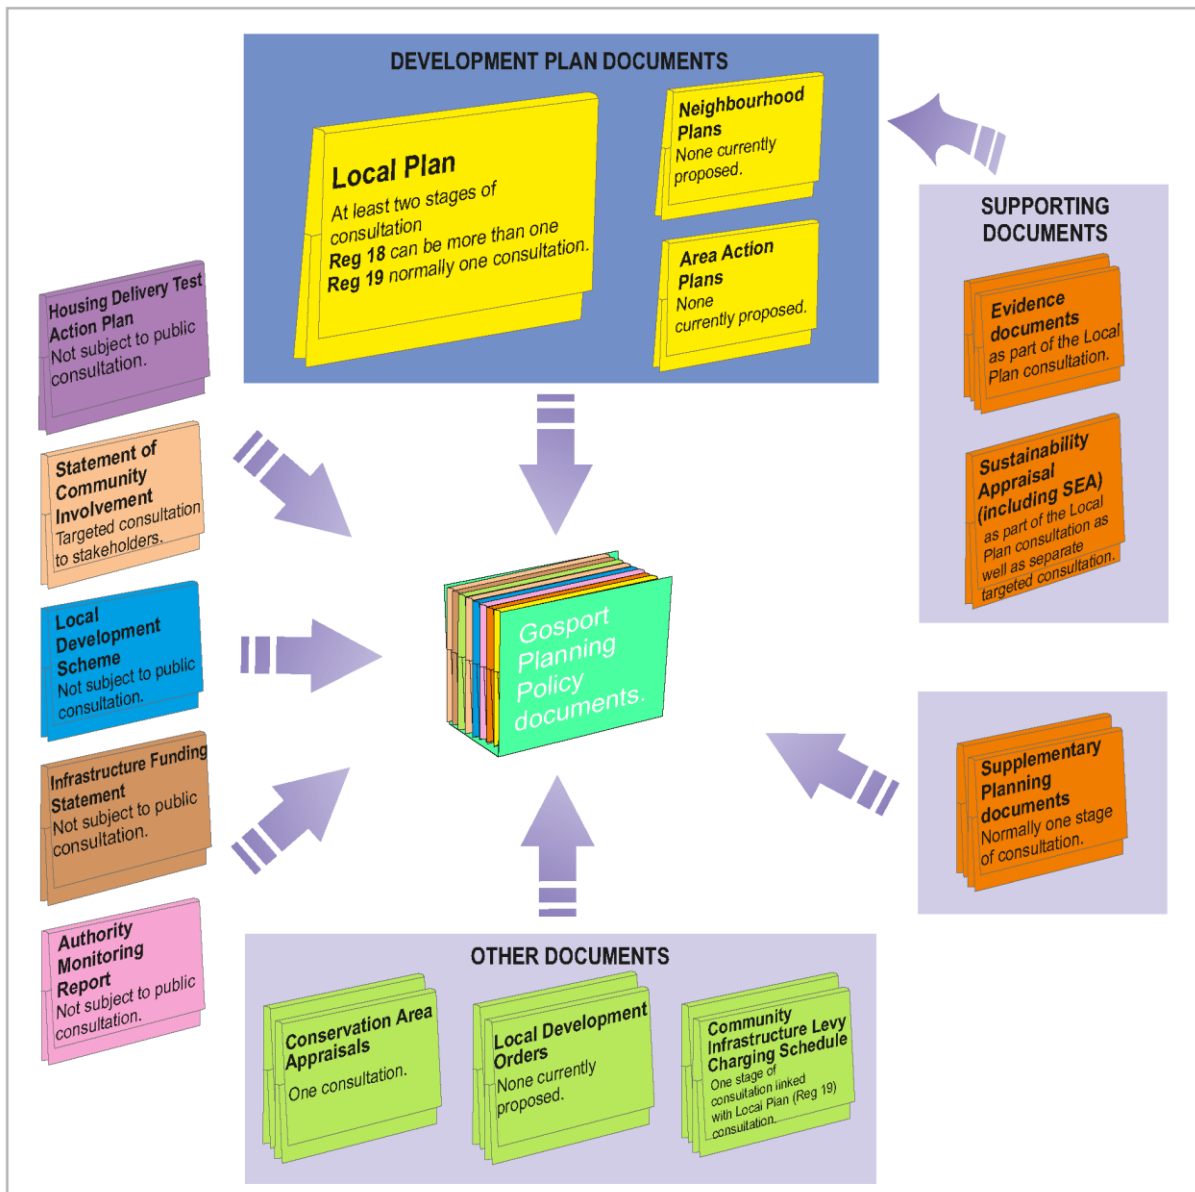 DEVELOPMENT PLAN DOCUMENTS
Local Plan
At least two stages of
consultation
Reg 18 can be more than one
Reg 19 normally one consultation.
Neighbourhood
Plans
None currently
proposed.
Area Action
Plans
None
currently proposed.
SUPPORTING
DOCUMENTS
Evidence
documents
as part of the Local
Plan consultation.
Sustainability
Appraisal
(including SEA)
as part of the Local
Plan consultation as
well as separate
targeted consultation.
Housing Delivery Test
Action Plan
Not subject to public
consultation.
Statement of
Community
Involvement
Targeted consultation
to stakeholders.
Local
Development
Scheme
Not subject to public
consultation.
Infrastructure Funding
Statement
Not subject to public
consultation.
Authority
Monitoring
Report
Not subject to public
consultation.
Gosport
Planning
Policy
documents.
Supplementary
Planning
documents
Normally one stage
of consultation.
OTHER DOCUMENTS
Conservation Area
Appraisals
One consultation.
Local Development
Orders
None currently
proposed.
Community
Infrastructure Levy
Charging Schedule
One stage of
consultation linked
with Local Plan (Reg 19)
consultation.